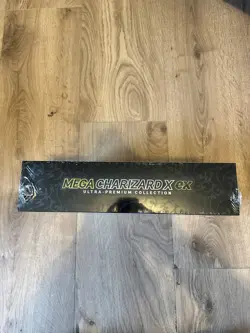 MEGA CHARIZARD X ex
ULTRA-PREMIUM COLLECTION